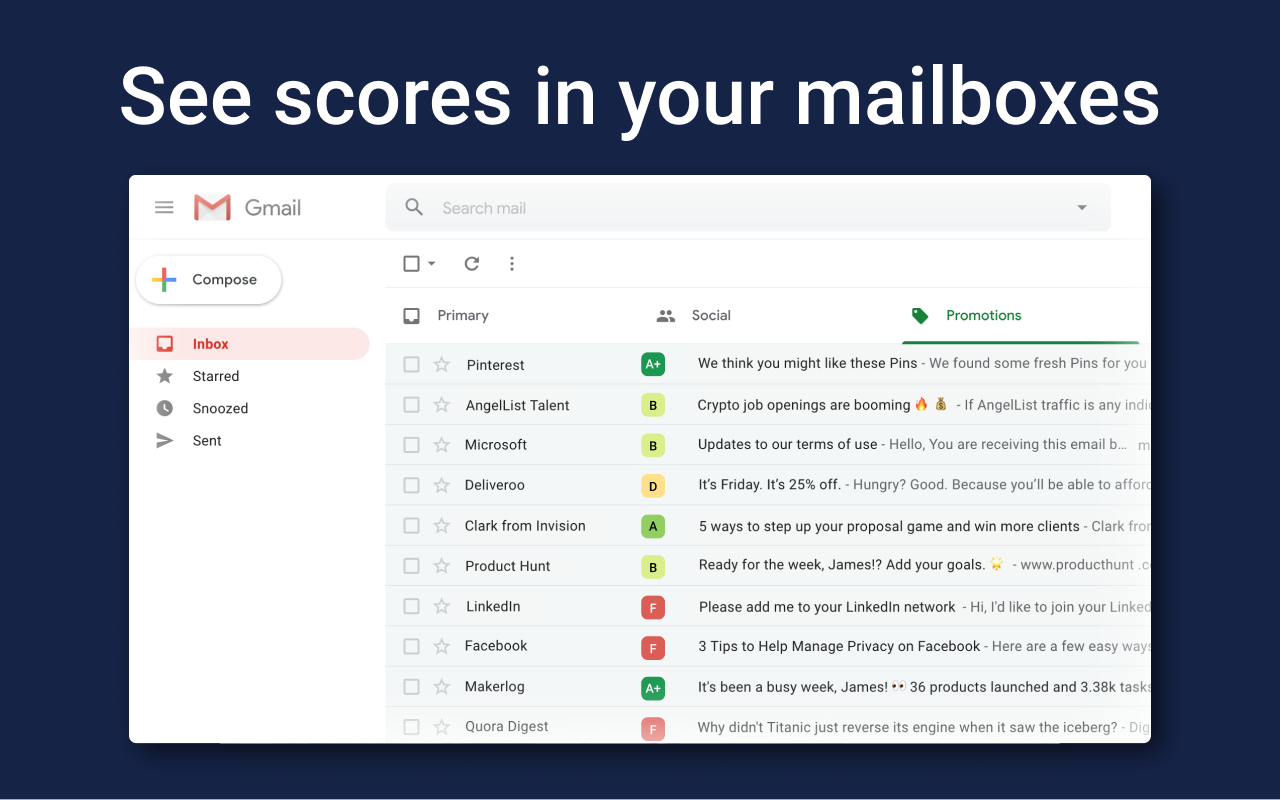 See scores in your mailboxes
Gmail
Search mail
Compose
Primary
Social
Promotions
Inbox
Starred
Snoozed
Sent
Pinterest A+ We think you might like these Pins - We found some fresh Pins for you
AngelList Talent B Crypto job openings are booming 🔥 💰 - If AngelList traffic is any indic
Microsoft B Updates to our terms of use - Hello, You are receiving this email b... m
Deliveroo D It’s Friday. It’s 25% off. - Hungry? Good. Because you’ll be able to afford
Clark from Invision A 5 ways to step up your proposal game and win more clients - Clark from
Product Hunt B Ready for the week, James!? Add your goals. 🌟 - www.producthunt .co
LinkedIn F Please add me to your LinkedIn network - Hi, I'd like to join your Linked
Facebook F 3 Tips to Help Manage Privacy on Facebook - Here are a few easy ways
Makerlog A+ It's been a busy week, James! 👀 36 products launched and 3.38k tasks
Quora Digest F Why didn't Titanic just reverse its engine when it saw the iceberg? - Dig